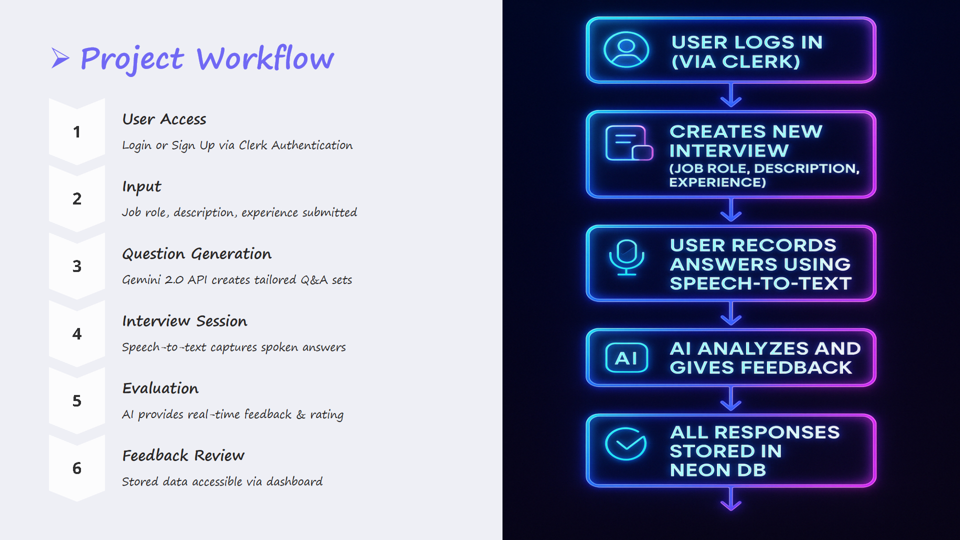 Project Workflow
1
User Access
Login or Sign Up via Clerk Authentication
2
Input
Job role, description, experience submitted
3
Question Generation
Gemini 2.0 API creates tailored Q&A sets
4
Interview Session
Speech-to-text captures spoken answers
5
Evaluation
AI provides real-time feedback & rating
6
Feedback Review
Stored data accessible via dashboard
USER LOGS IN
(VIA CLERK)
CREATES NEW
INTERVIEW
(JOB ROLE, DESCRIPTION,
EXPERIENCE)
USER RECORDS
ANSWERS USING
SPEECH-TO-TEXT
AI
AI ANALYZES AND
GIVES FEEDBACK
ALL RESPONSES
STORED IN
NEON DB